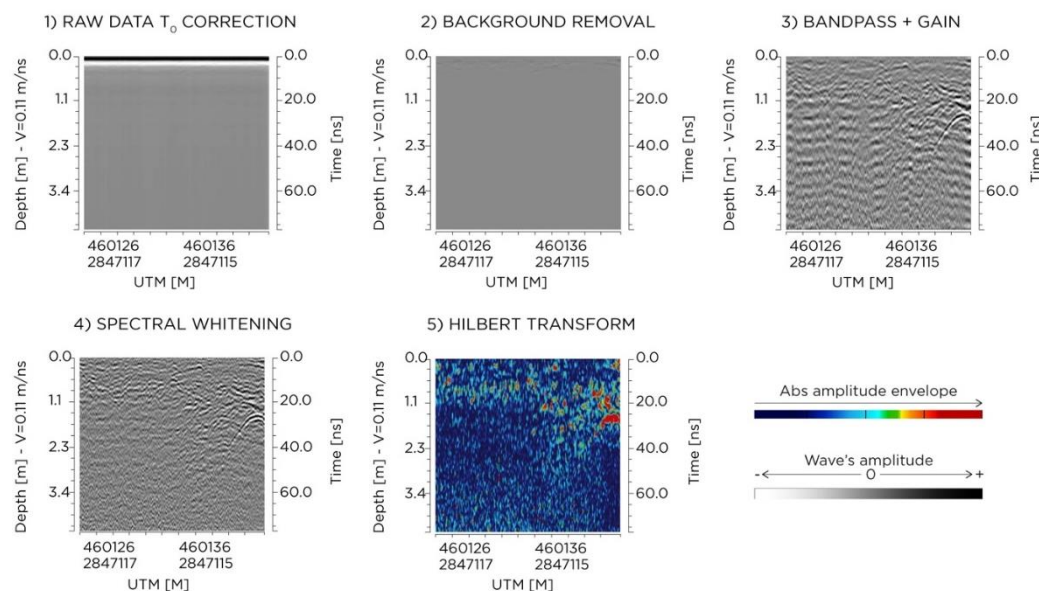 1) RAW DATA T0 CORRECTION
0.0
1.1
2.3
3.4
Depth [m] - V=0.11 m/ns
0.0
20.0
40.0
60.0
Time [ns]
460126 460136
2847117 2847115
UTM [M]
2) BACKGROUND REMOVAL
0.0
1.1
2.3
3.4
Depth [m] - V=0.11 m/ns
0.0
20.0
40.0
60.0
Time [ns]
460126 460136
2847117 2847115
UTM [M]
3) BANDPASS + GAIN
0.0
1.1
2.3
3.4
Depth [m] - V=0.11 m/ns
0.0
20.0
40.0
60.0
Time [ns]
460126 460136
2847117 2847115
UTM [M]
4) SPECTRAL WHITENING
0.0
1.1
2.3
3.4
Depth [m] - V=0.11 m/ns
0.0
20.0
40.0
60.0
Time [ns]
460126 460136
2847117 2847115
UTM [M]
5) HILBERT TRANSFORM
0.0
1.1
2.3
3.4
Depth [m] - V=0.11 m/ns
0.0
20.0
40.0
60.0
Time [ns]
460126 460136
2847117 2847115
UTM [M]
Abs amplitude envelope
Wave's amplitude
- 0 +